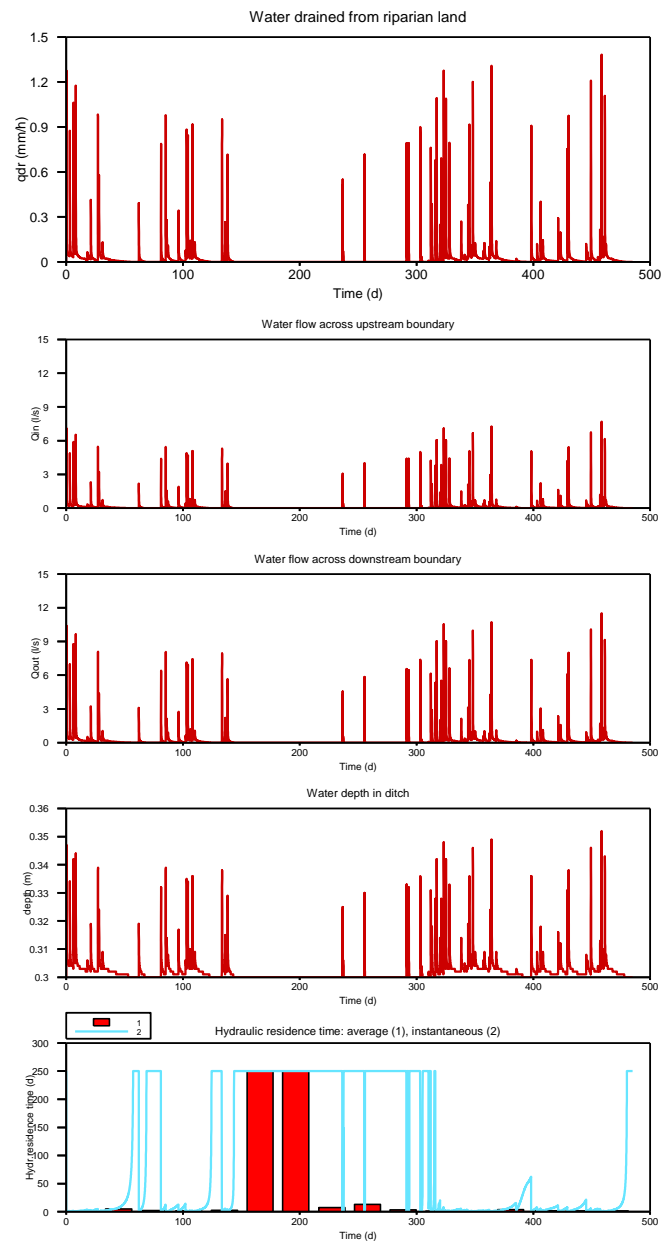 Water drained from riparian land
1.5
1.2
0.9
0.6
0.3
0
qdr (mm/h)
0 100 200 300 400 500
Time (d)
Water flow across upstream boundary
15
12
9
6
3
0
Qin (l/s)
0 100 200 300 400 500
Time (d)
Water flow across downstream boundary
15
12
9
6
3
0
Qout (l/s)
0 100 200 300 400 500
Time (d)
Water depth in ditch
0.36
0.35
0.34
0.33
0.32
0.31
0.3
depth (m)
0 100 200 300 400 500
Time (d)
1
2
Hydraulic residence time: average (1), instantaneous (2)
300
250
200
150
100
50
0
Hydr.residence time (d)
0 100 200 300 400 500
Time (d)